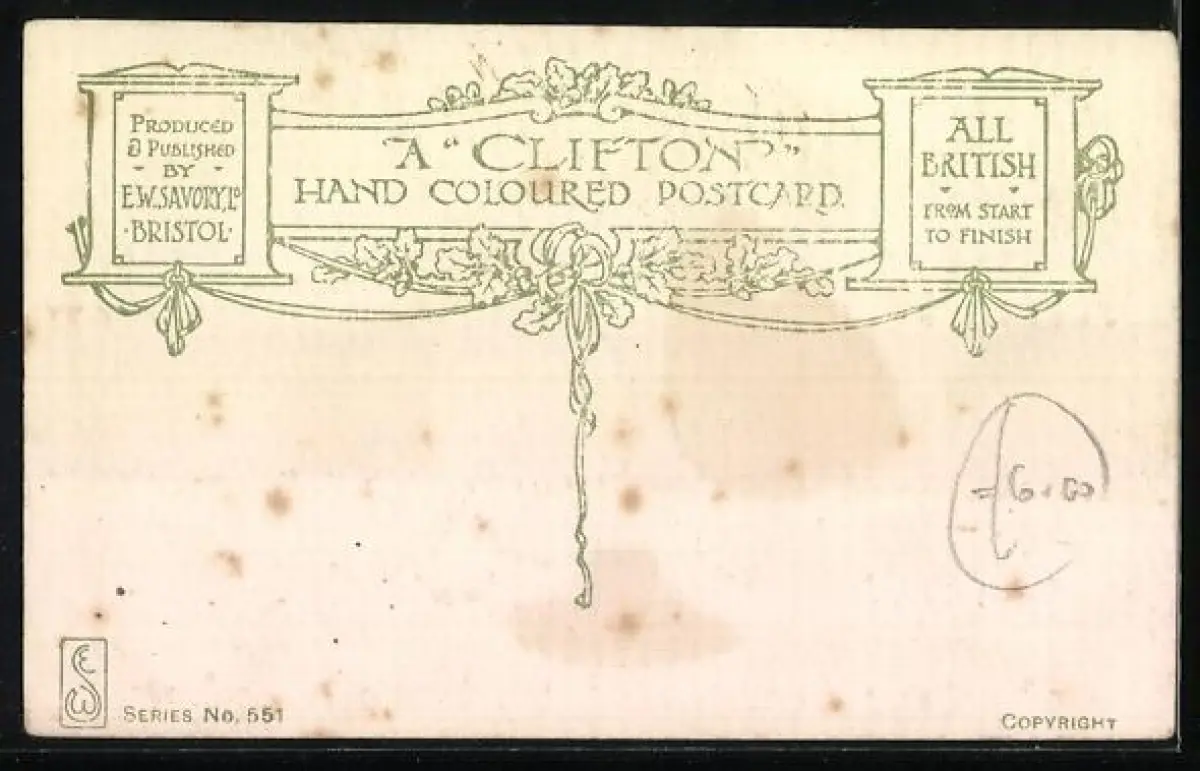 PRODUCED
& PUBLISHED
- BY -
E.W. SAVORY, LD
·BRISTOL·
A "CLIFTON"
HAND COLOURED POSTCARD.
ALL
BRITISH
FROM START
TO FINISH
£6.00
EWS
SERIES No. 551
COPYRIGHT